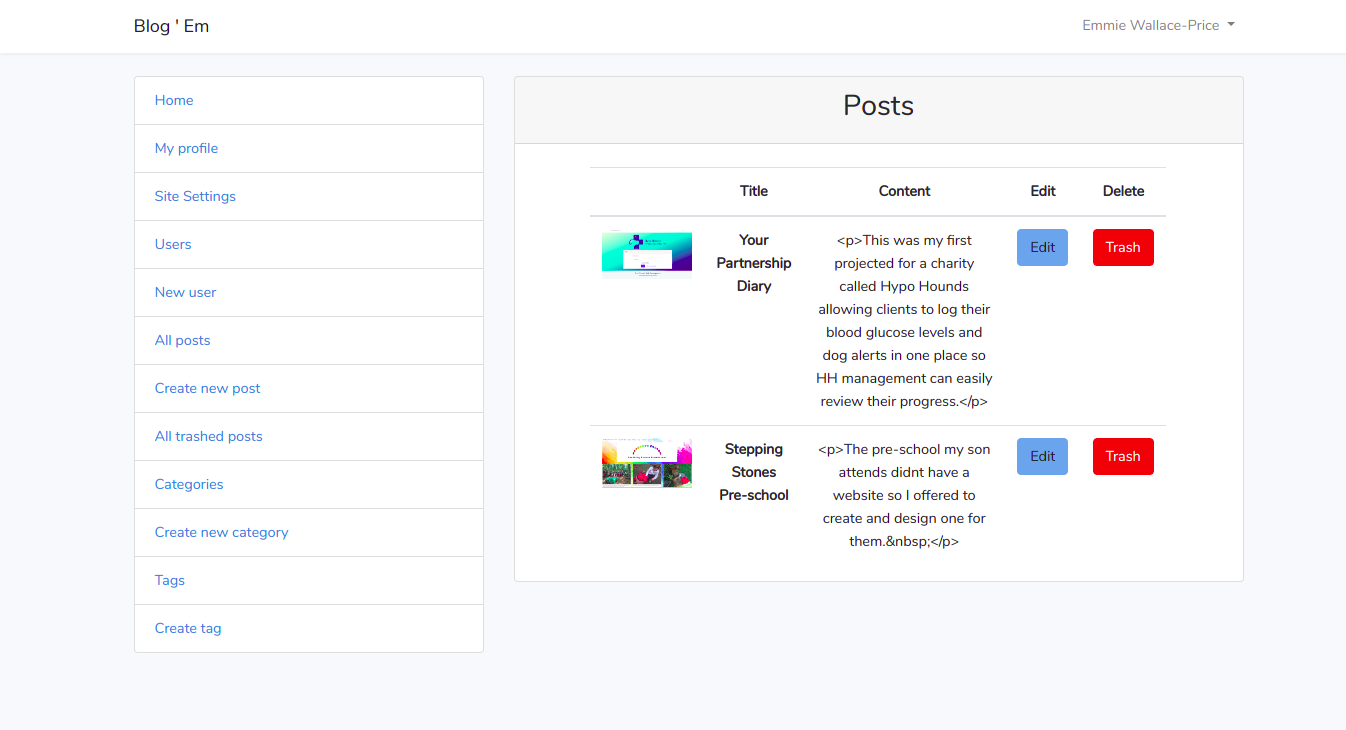 Blog ' Em
Emmie Wallace-Price
Home
My profile
Site Settings
Users
New user
All posts
Create new post
All trashed posts
Categories
Create new category
Tags
Create tag
Posts
Title Content Edit Delete
Your
Partnership
Diary
<p>This was my first
projected for a charity
called Hypo Hounds
allowing clients to log their
blood glucose levels and
dog alerts in one place so
HH management can easily
review their progress.</p>
Edit
Trash
Stepping
Stones
Pre-school
<p>The pre-school my son
attends didnt have a
website so I offered to
create and design one for
them.&nbsp;</p>
Edit
Trash